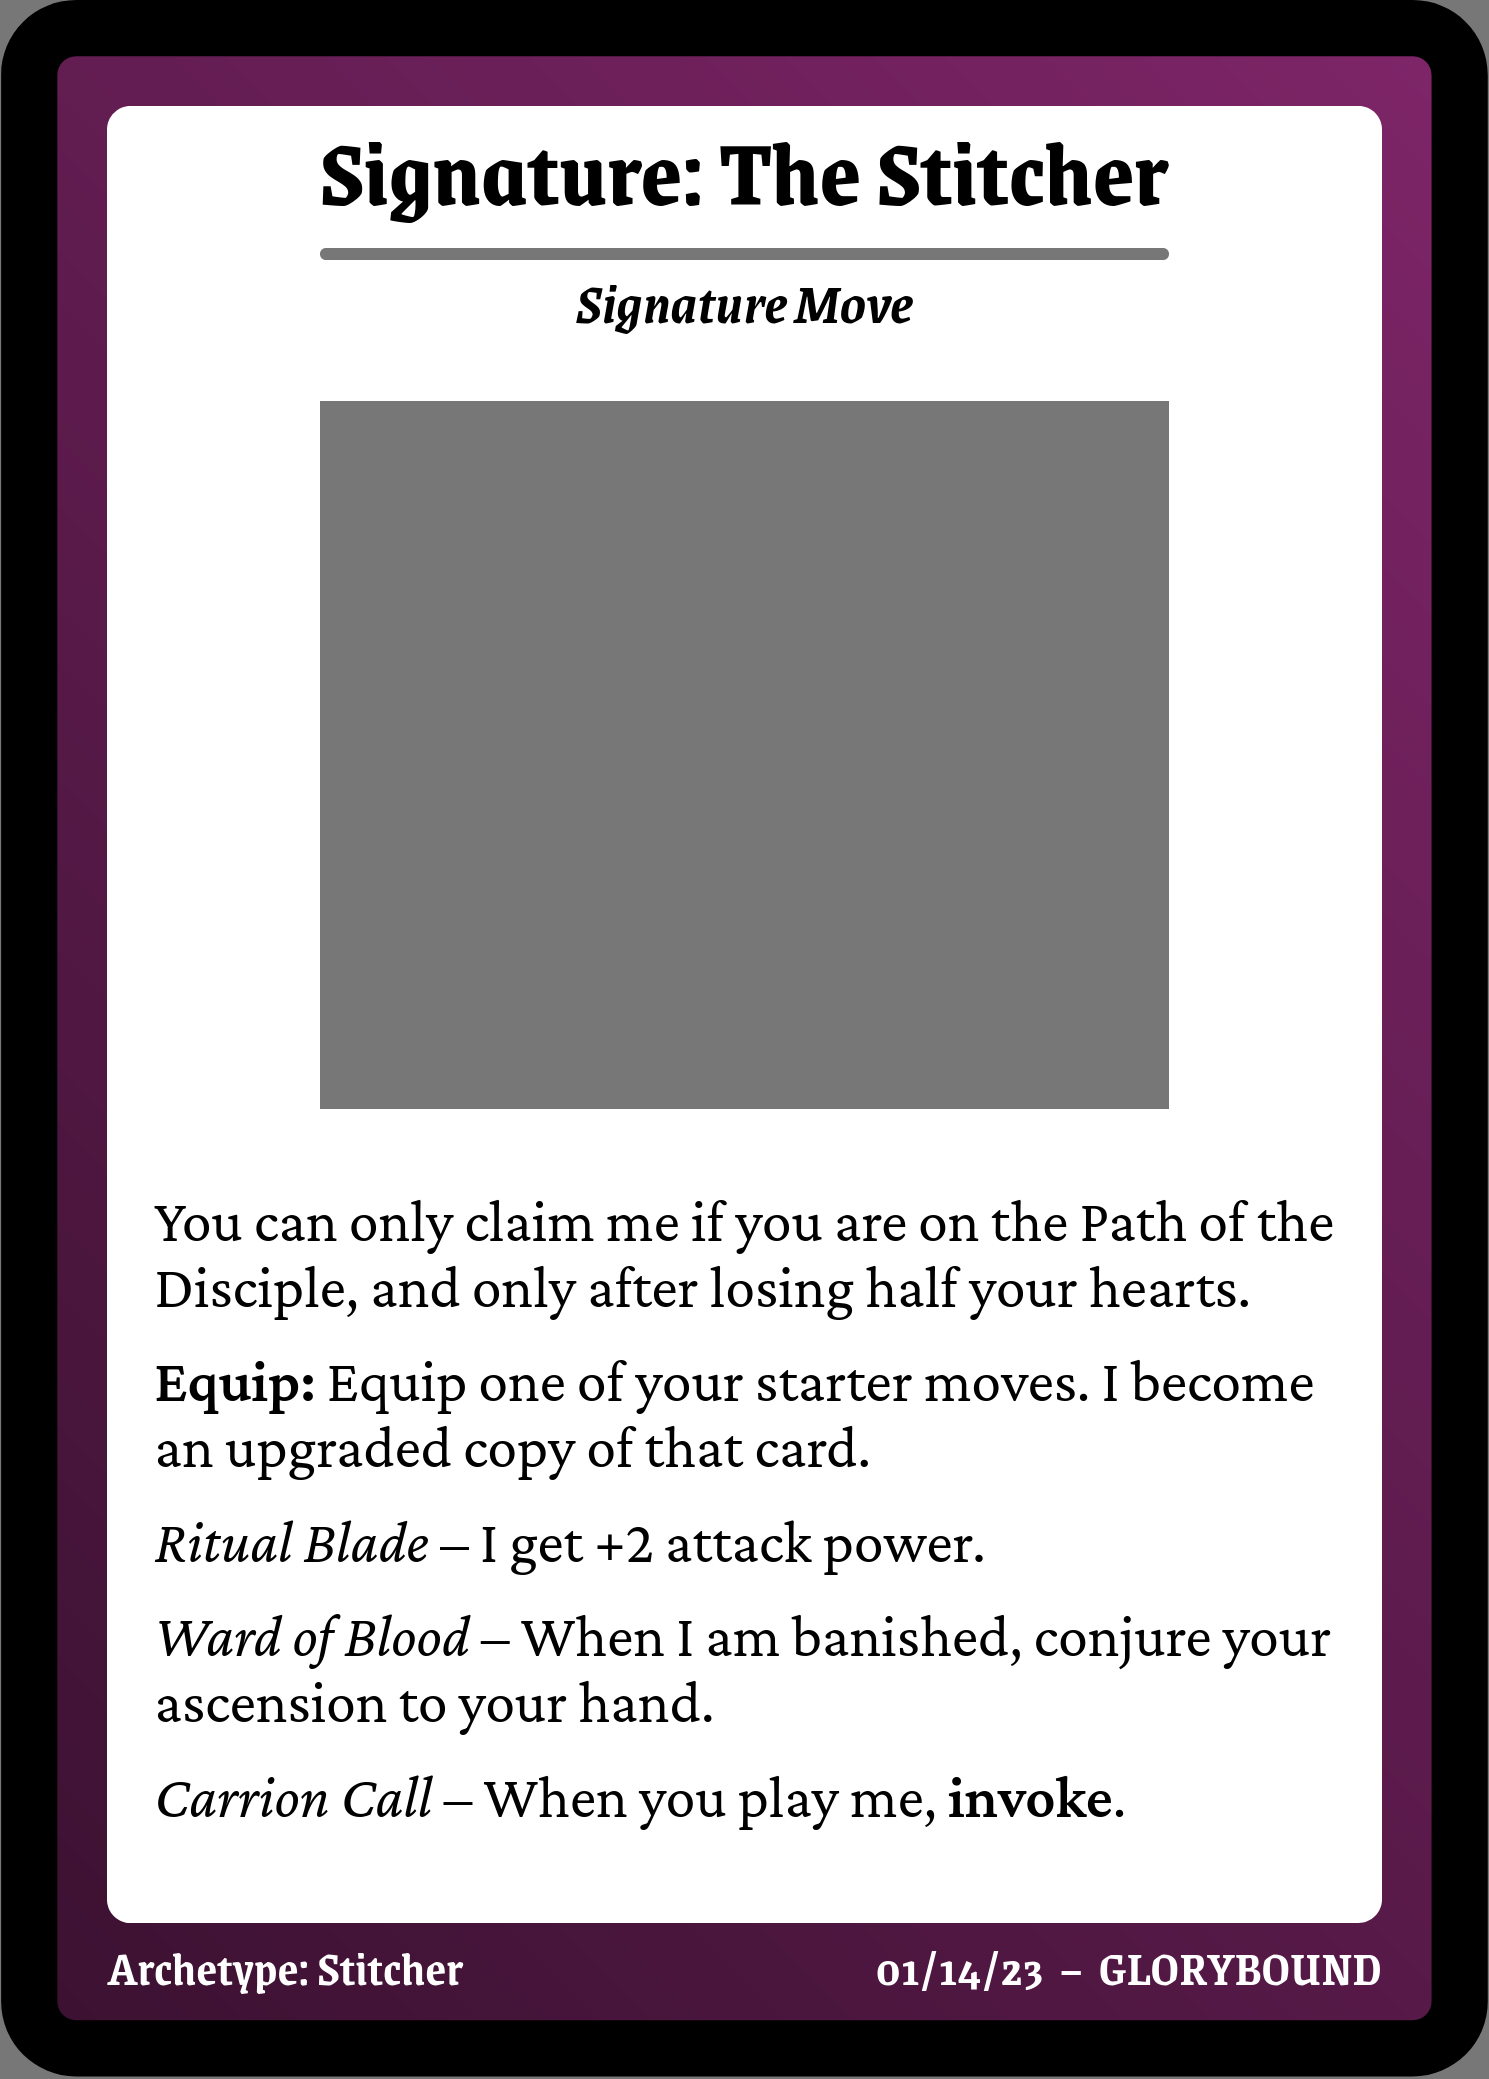 Signature: The Stitcher
Signature Move
You can only claim me if you are on the Path of the
Disciple, and only after losing half your hearts.
Equip: Equip one of your starter moves. I become
an upgraded copy of that card.
Ritual Blade – I get +2 attack power.
Ward of Blood – When I am banished, conjure your
ascension to your hand.
Carrion Call – When you play me, invoke.
Archetype: Stitcher
01/14/23 – GLORYBOUND